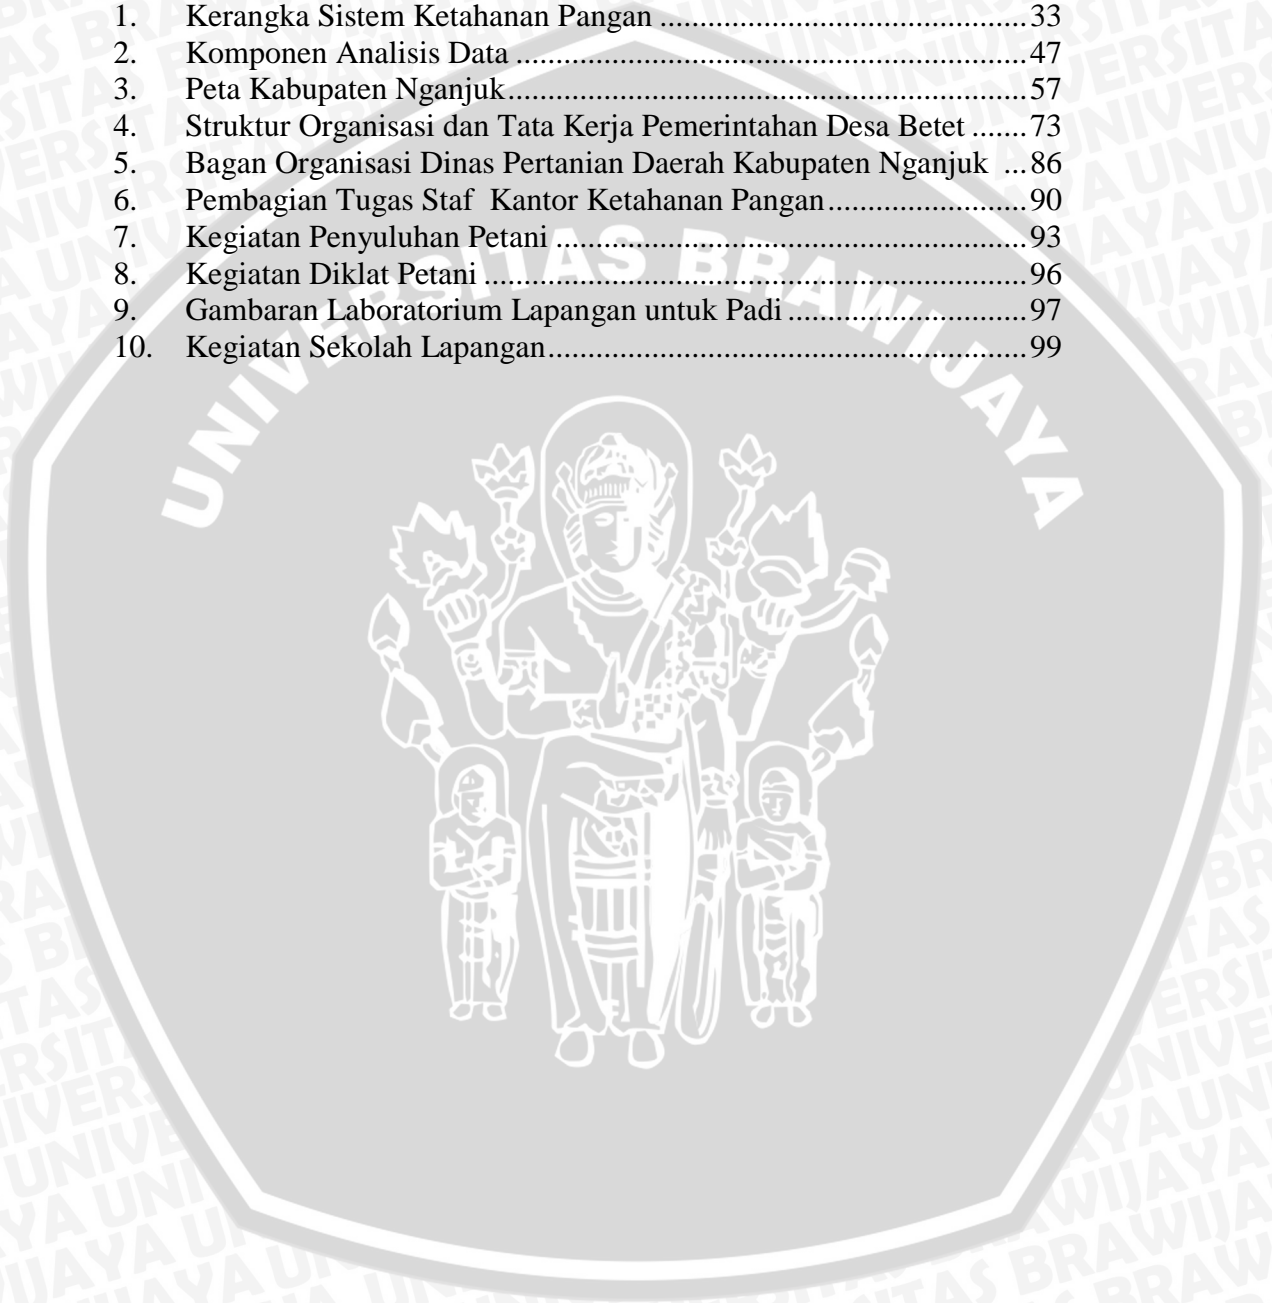 1. Kerangka Sistem Ketahanan Pangan ..............................................33
2. Komponen Analisis Data ................................................................47
3. Peta Kabupaten Nganjuk.................................................................57
4. Struktur Organisasi dan Tata Kerja Pemerintahan Desa Betet .......73
5. Bagan Organisasi Dinas Pertanian Daerah Kabupaten Nganjuk ...86
6. Pembagian Tugas Staf Kantor Ketahanan Pangan.........................90
7. Kegiatan Penyuluhan Petani ...........................................................93
8. Kegiatan Diklat Petani ....................................................................96
9. Gambaran Laboratorium Lapangan untuk Padi ..............................97
10. Kegiatan Sekolah Lapangan............................................................99
UNIVERSITAS BRAWIJAYA